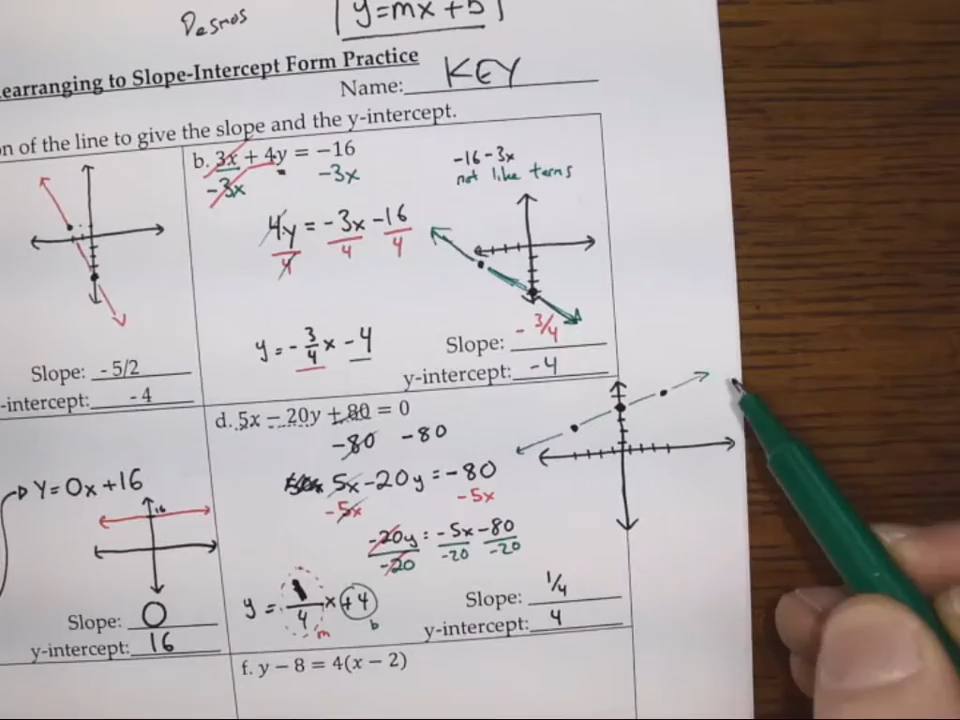 Desmos
y=mx+b
earranging to Slope-Intercept Form Practice
Name: KEY
on of the line to give the slope and the y-intercept.
b. 3x + 4y = −16
-3x -3x
-16-3x
not like terms
4y = -3x -16
4 4 4
y = - 3/4 x - 4
Slope: - 3/4
y-intercept: -4
Slope: - 5/2
-intercept: -4
d. 5x − 20y + 80 = 0
-80 -80
5x-20y = -80
-5x -5x
-20y = -5x -80
-20 -20 -20
y = 1/4 x +4
m b
Slope: 1/4
y-intercept: 4
Y=0x+16
16
Slope: 0
y-intercept: 16
f. y − 8 = 4(x − 2)